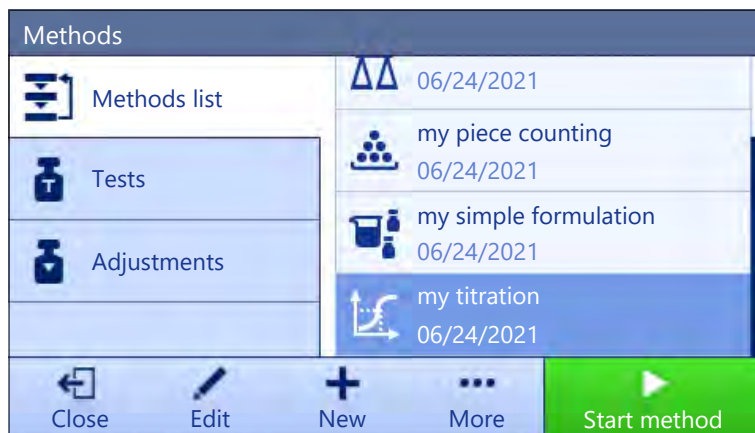 Methods
Methods list
Tests
T
Adjustments
06/24/2021
my piece counting
06/24/2021
my simple formulation
06/24/2021
my titration
06/24/2021
Close
Edit
New
More
Start method